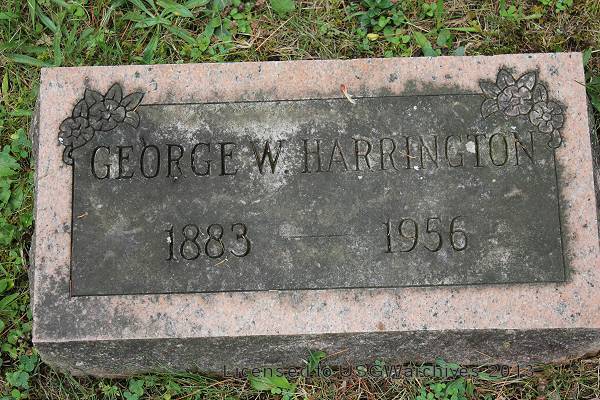 GEORGE W. HARRINGTON
1883 — 1956
Licensed to USGWarchives 2013